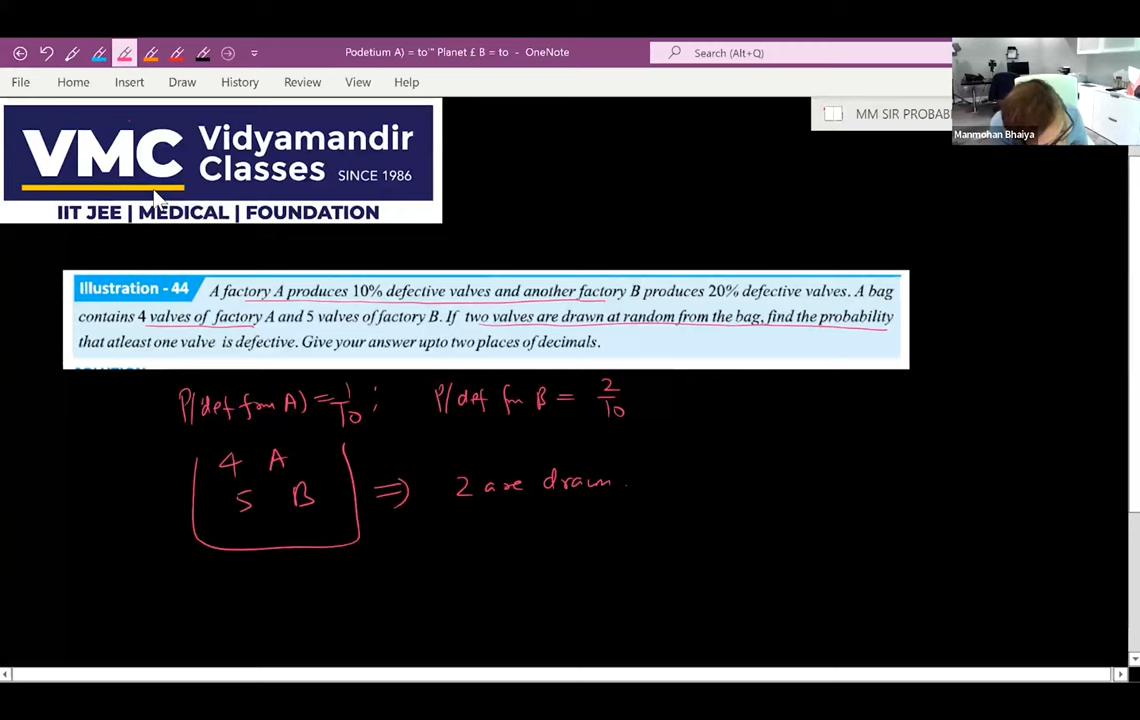 Podetium A) = to'" Planet £ B = to - OneNote
Search (Alt+Q)
File Home Insert Draw History Review View Help
MM SIR PROBAB
Manmohan Bhaiya
VMC Vidyamandir Classes SINCE 1986
IIT JEE | MEDICAL | FOUNDATION
Illustration - 44 A factory A produces 10% defective valves and another factory B produces 20% defective valves. A bag
contains 4 valves of factory A and 5 valves of factory B. If two valves are drawn at random from the bag, find the probability
that atleast one valve is defective. Give your answer upto two places of decimals.
P(def from A) = 1/10 ; P(def fm B = 2/10
4 A
5 B ⇒ 2 are drawn.